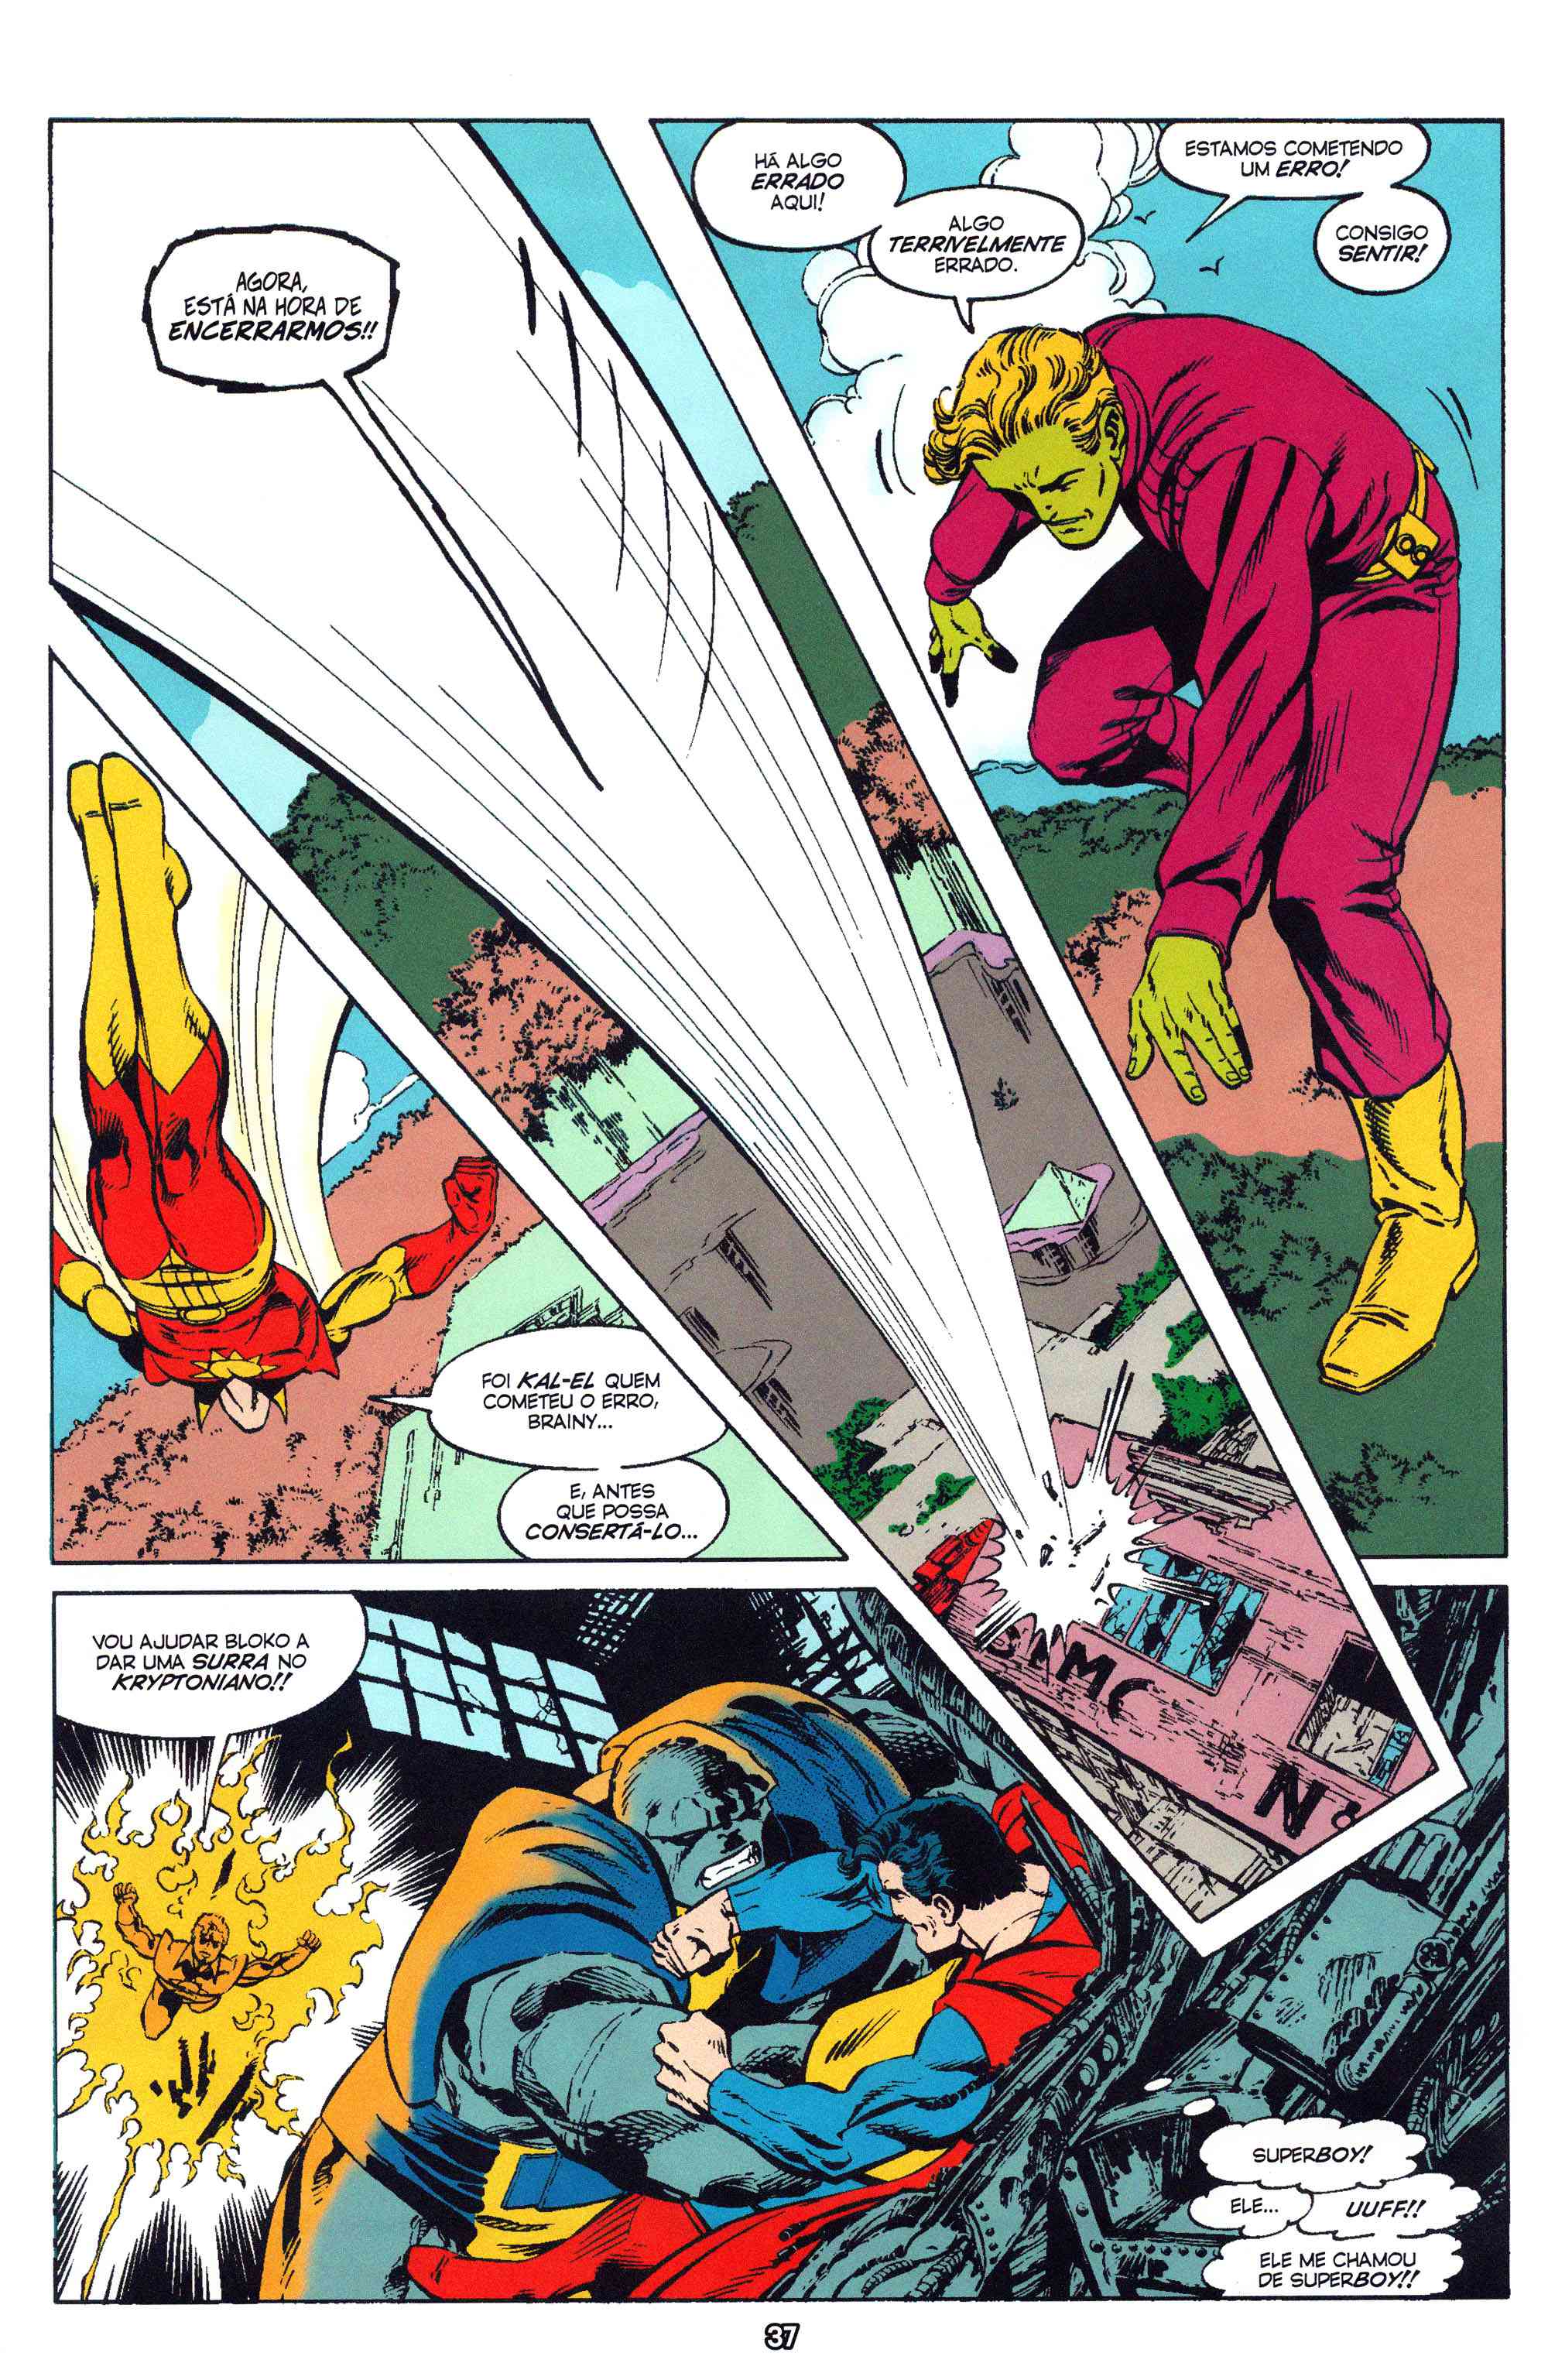 AGORA,
ESTÁ NA HORA DE
ENCERRARMOS!!
HÁ ALGO
ERRADO
AQUI!
ALGO
TERRIVELMENTE
ERRADO.
ESTAMOS COMETENDO
UM ERRO!
CONSIGO
SENTIR!
FOI KAL-EL QUEM
COMETEU O ERRO,
BRAINY...
E, ANTES
QUE POSSA
CONSERTÁ-LO...
VOU AJUDAR BLOKO A
DAR UMA SURRA NO
KRYPTONIANO!!
SUPERBOY!
ELE...
UUFF!!
ELE ME CHAMOU
DE SUPERBOY!!
37